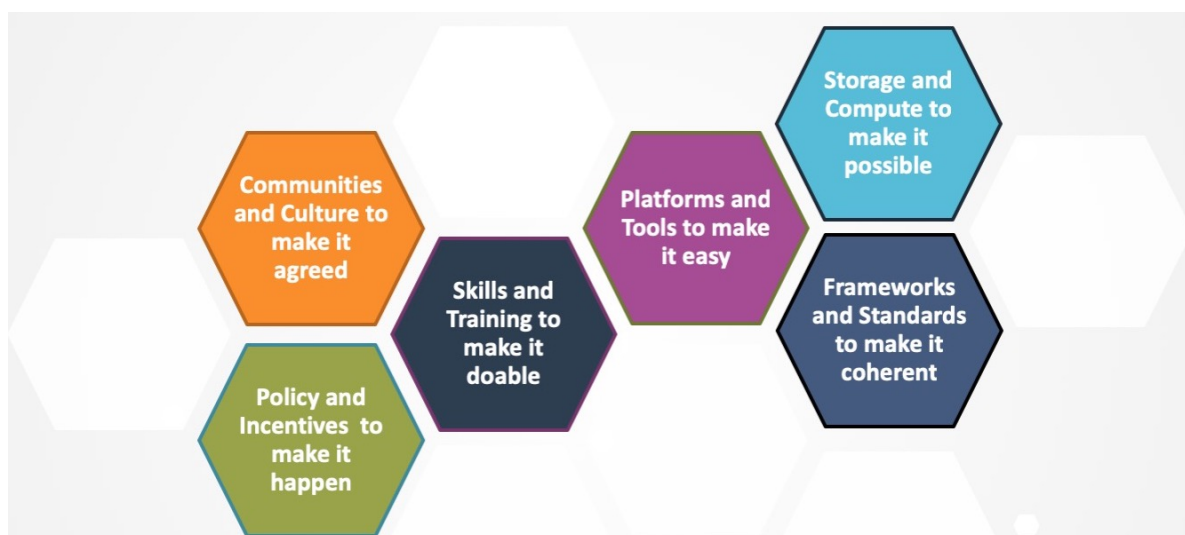 Communities
and Culture to
make it
agreed
Policy and
Incentives to
make it
happen
Skills and
Training to
make it
doable
Platforms and
Tools to make
it easy
Storage and
Compute to
make it
possible
Frameworks
and Standards
to make it
coherent